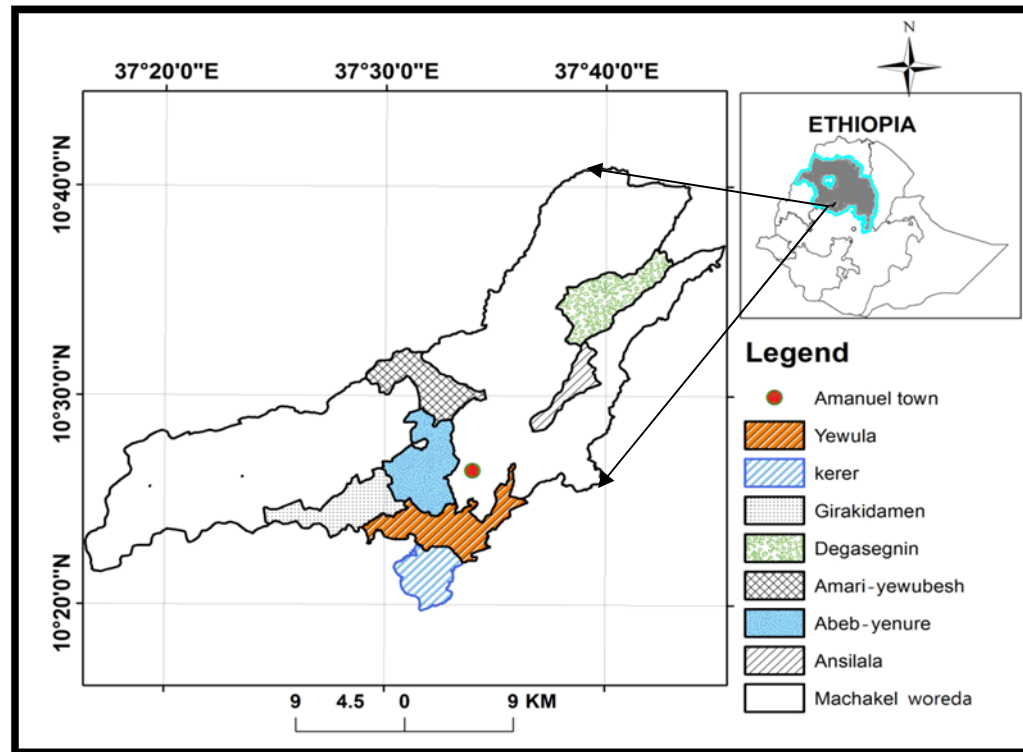 N
37°20'0"E 37°30'0"E 37°40'0"E
ETHIOPIA
10°40'0"N
10°30'0"N
10°20'0"N
Legend
Amanuel town
Yewula
kerer
Girakidamen
Degasegnin
Amari-yewubesh
Abeb-yenure
Ansilala
Machakel woreda
9 4.5 0 9 KM